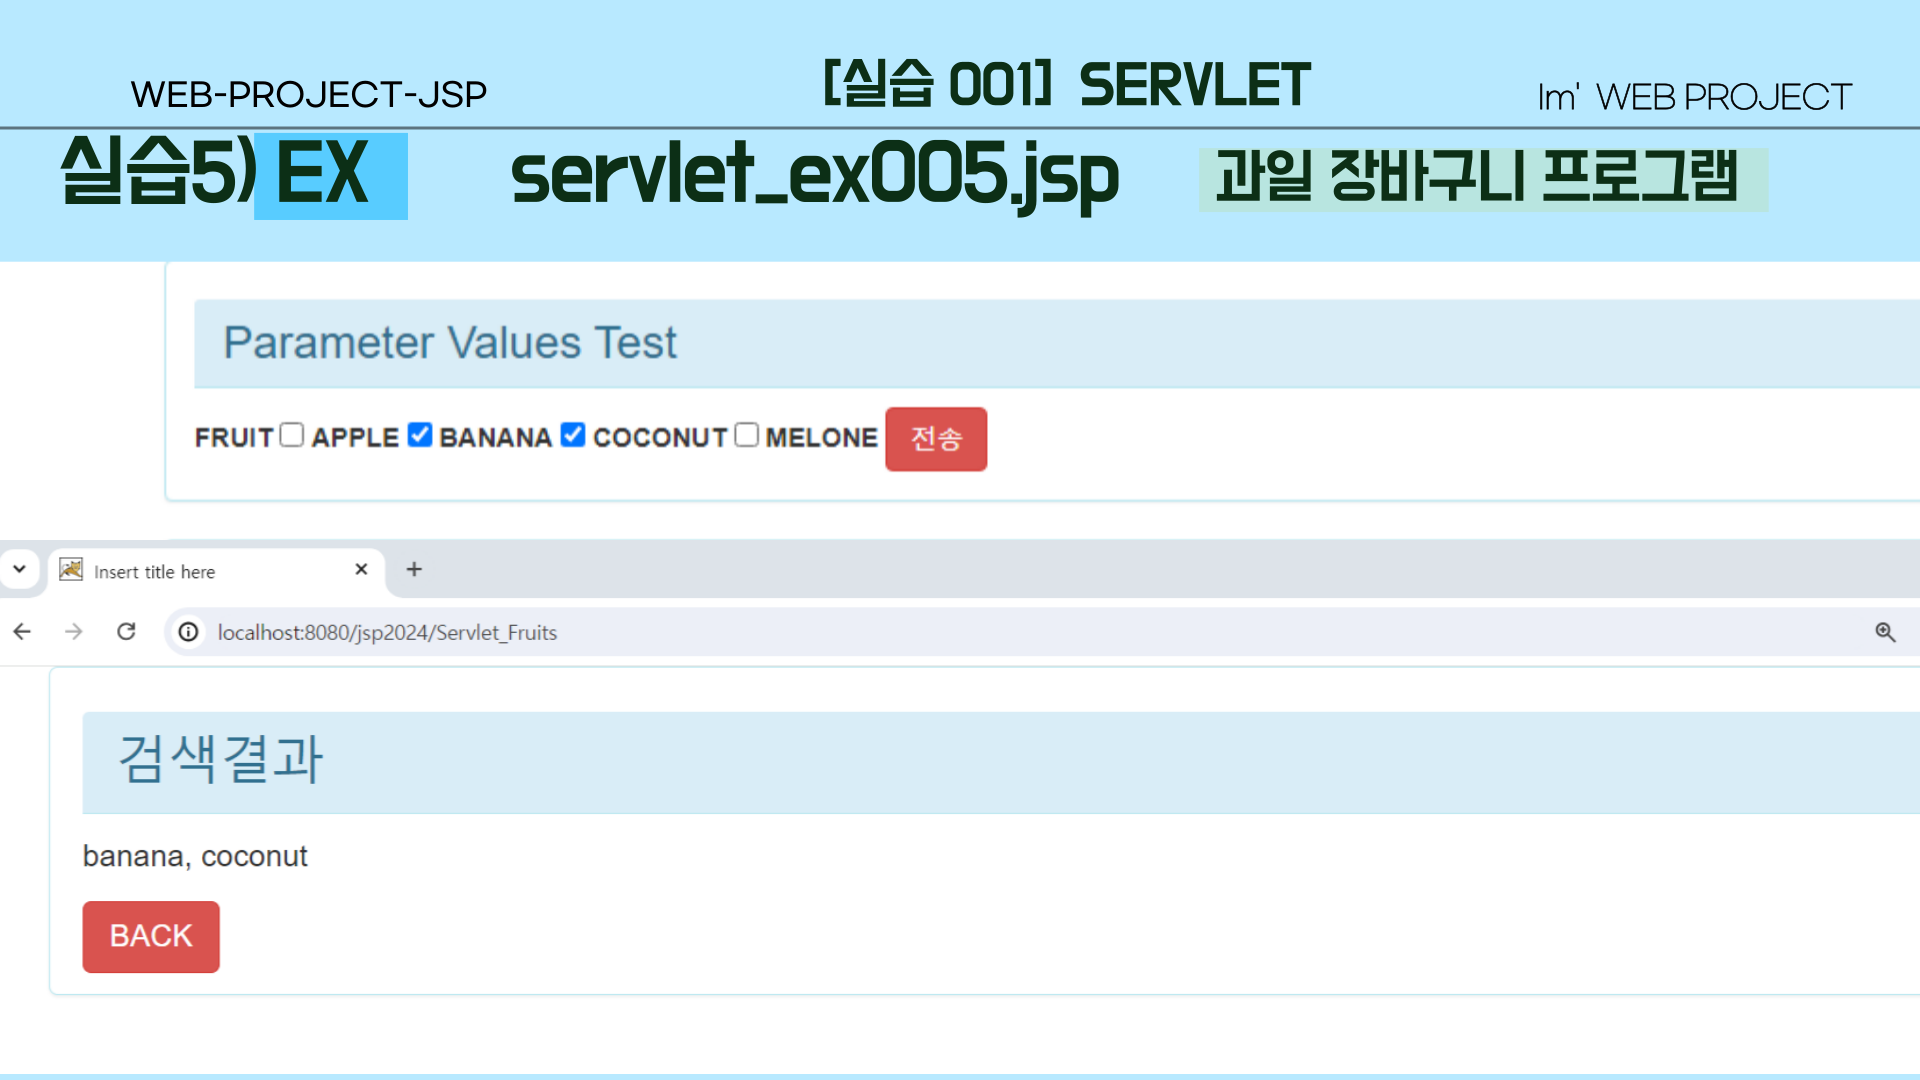 WEB-PROJECT-JSP
[실습 001] SERVLET
Im' WEB PROJECT
실습5) EX servlet_ex005.jsp 과일 장바구니 프로그램
Parameter Values Test
FRUIT APPLE BANANA COCONUT MELONE 전송
Insert title here
localhost:8080/jsp2024/Servlet_Fruits
검색결과
banana, coconut
BACK